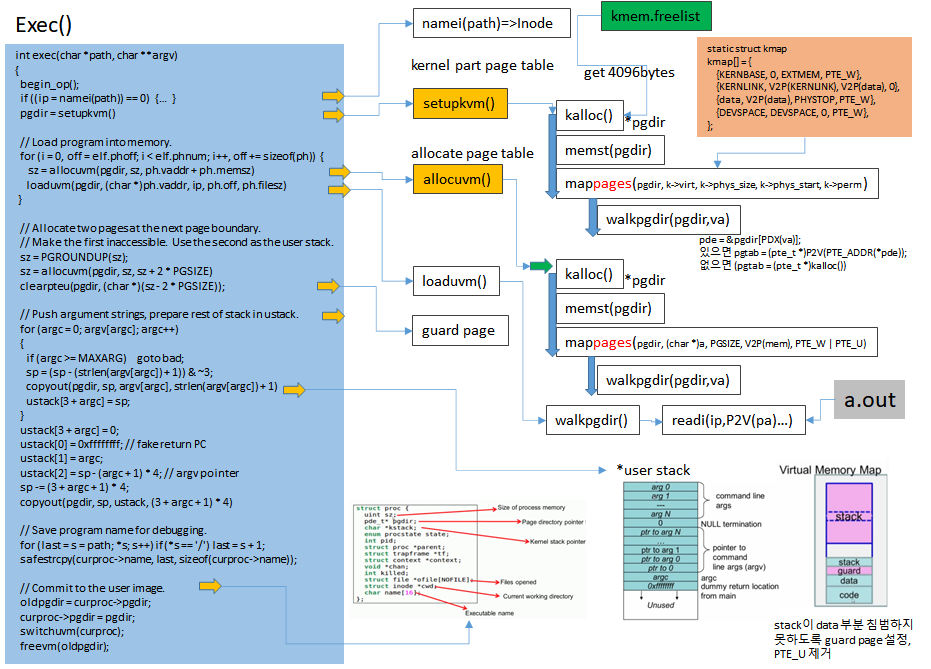 Exec()
int exec(char *path, char **argv)
{
begin_op();
if ((ip = namei(path)) == 0) {... }
pgdir = setupkvm()
// Load program into memory.
for (i = 0, off = elf.phoff; i < elf.phnum; i++, off += sizeof(ph)) {
sz = allocuvm(pgdir, sz, ph.vaddr + ph.memsz)
loaduvm(pgdir, (char *)ph.vaddr, ip, ph.off, ph.filesz)
}
// Allocate two pages at the next page boundary.
// Make the first inaccessible. Use the second as the user stack.
sz = PGROUNDUP(sz);
sz = allocuvm(pgdir, sz, sz + 2 * PGSIZE)
clearpteu(pgdir, (char *)(sz - 2 * PGSIZE));
// Push argument strings, prepare rest of stack in ustack.
for (argc = 0; argv[argc]; argc++)
{
if (argc >= MAXARG) goto bad;
sp = (sp - (strlen(argv[argc]) + 1)) & ~3;
copyout(pgdir, sp, argv[argc], strlen(argv[argc]) + 1)
ustack[3 + argc] = sp;
}
ustack[3 + argc] = 0;
ustack[0] = 0xffffffff; // fake return PC
ustack[1] = argc;
ustack[2] = sp - (argc + 1) * 4; // argv pointer
sp -= (3 + argc + 1) * 4;
copyout(pgdir, sp, ustack, (3 + argc + 1) * 4)
// Save program name for debugging.
for (last = s = path; *s; s++) if (*s == '/') last = s + 1;
safestrcpy(curproc->name, last, sizeof(curproc->name));
// Commit to the user image.
oldpgdir = curproc->pgdir;
curproc->pgdir = pgdir;
switchuvm(curproc);
freevm(oldpgdir);
namei(path)=>Inode
kernel part page table
setupkvm()
allocate page table
allocuvm()
loaduvm()
guard page
kmem.freelist
get 4096bytes
kalloc()
*pgdir
memst(pgdir)
mappages(pgdir, k->virt, k->phys_size, k->phys_start, k->perm)
walkpgdir(pgdir,va)
static struct kmap
kmap[] = {
{KERNBASE, 0, EXTMEM, PTE_W},
{KERNLINK, V2P(KERNLINK), V2P(data), 0},
{data, V2P(data), PHYSTOP, PTE_W},
{DEVSPACE, DEVSPACE, 0, PTE_W},
};
pde = &pgdir[PDX(va)];
있으면 pgtab = (pte_t *)P2V(PTE_ADDR(*pde));
없으면 (pgtab = (pte_t *)kalloc())
kalloc()
*pgdir
memst(pgdir)
mappages(pgdir, (char *)a, PGSIZE, V2P(mem), PTE_W | PTE_U)
walkpgdir(pgdir,va)
walkpgdir()
readi(ip,P2V(pa)...)
a.out
*user stack
arg 0
arg 1
...
arg N
0
ptr to arg N
...
ptr to arg 1
ptr to arg 0
ptr to 0
argc
0xffffffff
Unused
command line
args
NULL termination
pointer to
command
line args (argv)
argc
dummy return location
from main
Virtual Memory Map
stack
stack
guard
data
code
stack이 data 부분 침범하지
못하도록 guard page 설정,
PTE_U 제거
struct proc {
uint sz;
pde_t* pgdir;
char *kstack;
enum procstate state;
int pid;
struct proc *parent;
struct trapframe *tf;
struct context *context;
void *chan;
int killed;
struct file *ofile[NOFILE];
struct inode *cwd;
char name[16];
};
Size of process memory
Page directory pointer
Kernel stack pointer
Files opened
Current working directory
Executable name